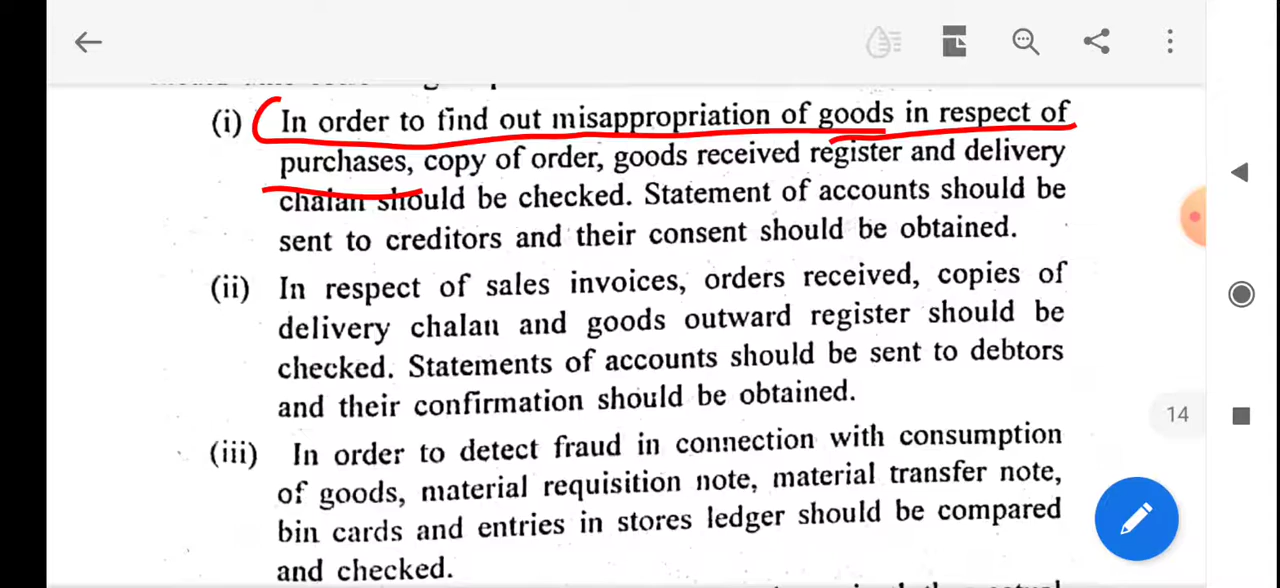 (i) In order to find out misappropriation of goods in respect of
purchases, copy of order, goods received register and delivery
chalan should be checked. Statement of accounts should be
sent to creditors and their consent should be obtained.
(ii) In respect of sales invoices, orders received, copies of
delivery chalan and goods outward register should be
checked. Statements of accounts should be sent to debtors
and their confirmation should be obtained.
14
(iii) In order to detect fraud in connection with consumption
of goods, material requisition note, material transfer note,
bin cards and entries in stores ledger should be compared
and checked.